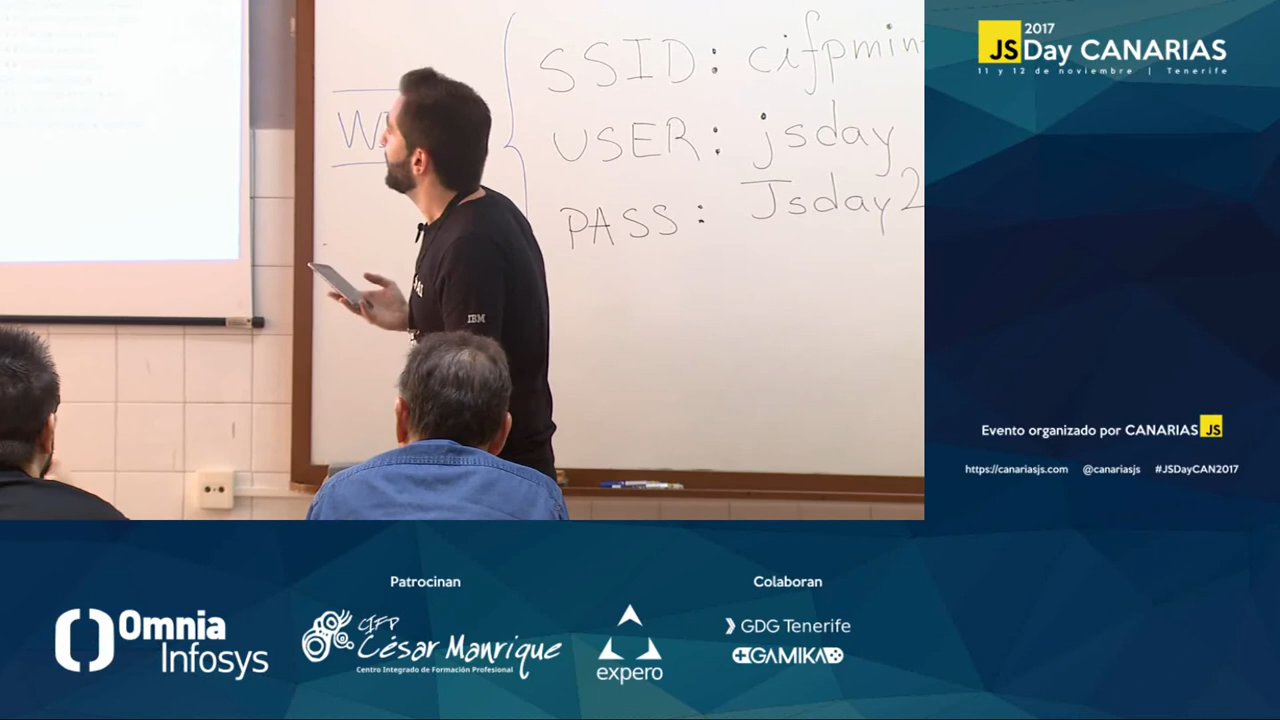 2017
JSDay CANARIAS
11 y 12 de noviembre | Tenerife
SSID: cifpmin
USER: jsday
PASS: Jsday2
IBM
Evento organizado por CANARIAS JS
https://canariasjs.com @canariasjs #JSDayCAN2017
Patrocinan
Colaboran
Omnia
Infosys
CIFP
César Manrique
Centro Integrado de Formación Profesional
expero
GDG Tenerife
GAMIKA